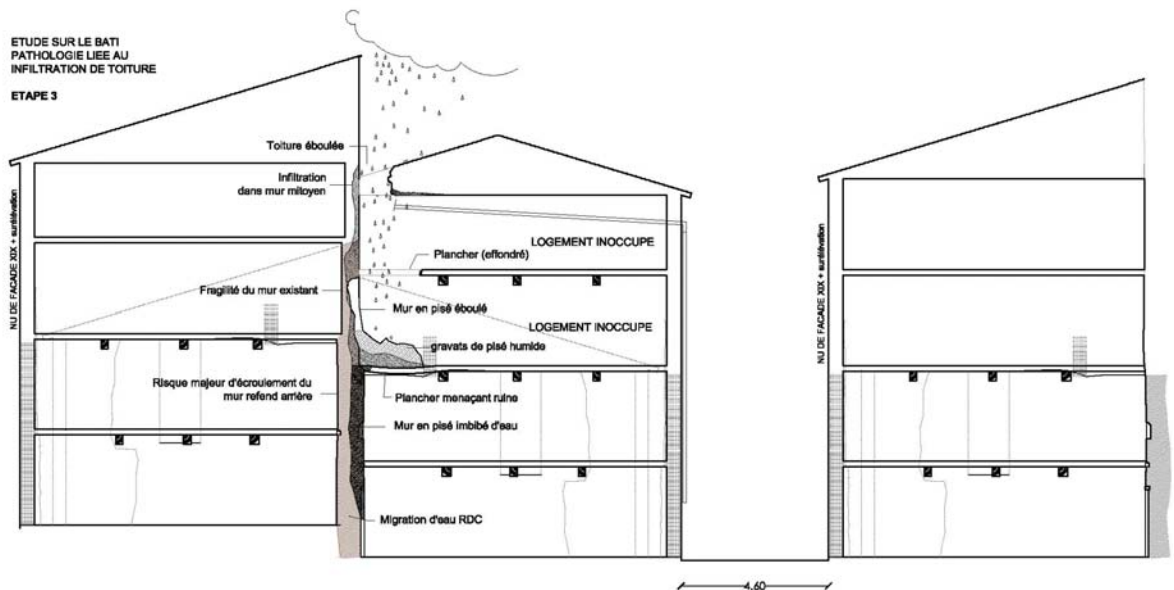 ETUDE SUR LE BATI
PATHOLOGIE LIEE AU
INFILTRATION DE TOITURE
ETAPE 3
Toiture éboulée
Infiltration
dans mur mitoyen
NU DE FACADE XIX + surélévation
LOGEMENT INOCCUPE
Plancher (effondré)
Fragilité du mur existant
Mur en pisé éboulé
LOGEMENT INOCCUPE
gravats de pisé humide
Risque majeur d'écroulement du
mur refend arrière
Plancher menaçant ruine
Mur en pisé imbibé d'eau
Migration d'eau RDC
NU DE FACADE XIX + surélévation
4.60